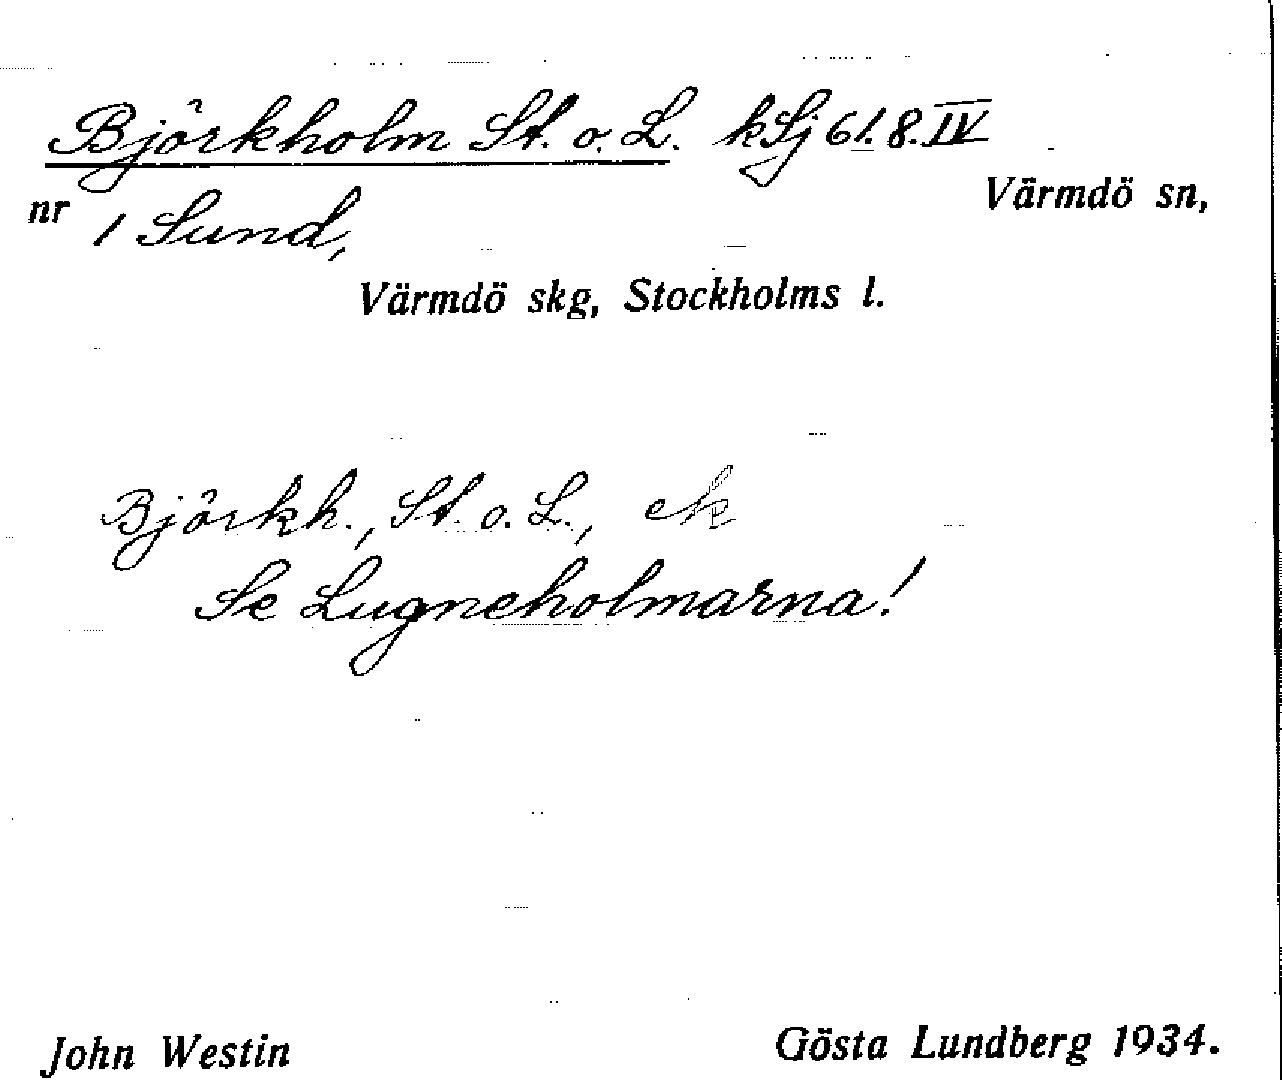 Björkholm St. o. L. kSj 61.8.IV
Värmdö sn,
nr 1 Sund,
Värmdö skg, Stockholms l.
Björkh., St. o. L., ek
Se Lugneholmarna!
John Westin
Gösta Lundberg 1934.